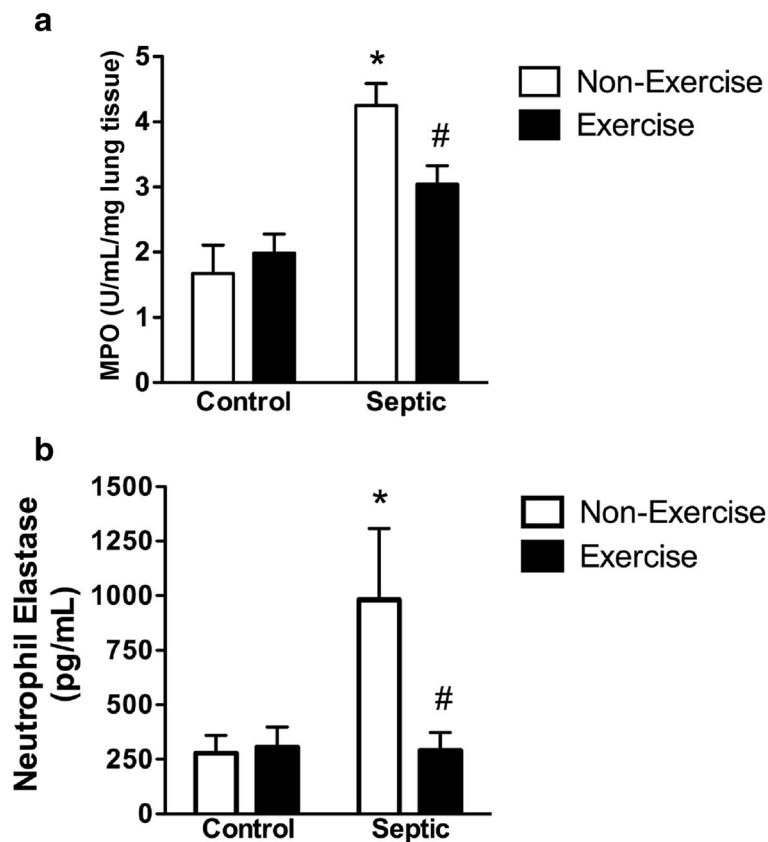 a
MPO (U/mL/mg lung tissue)
5
4
3
2
1
0
*
#
Control
Septic
Non-Exercise
Exercise
b
Neutrophil Elastase
(pg/mL)
1500
1250
1000
750
500
250
0
*
#
Control
Septic
Non-Exercise
Exercise